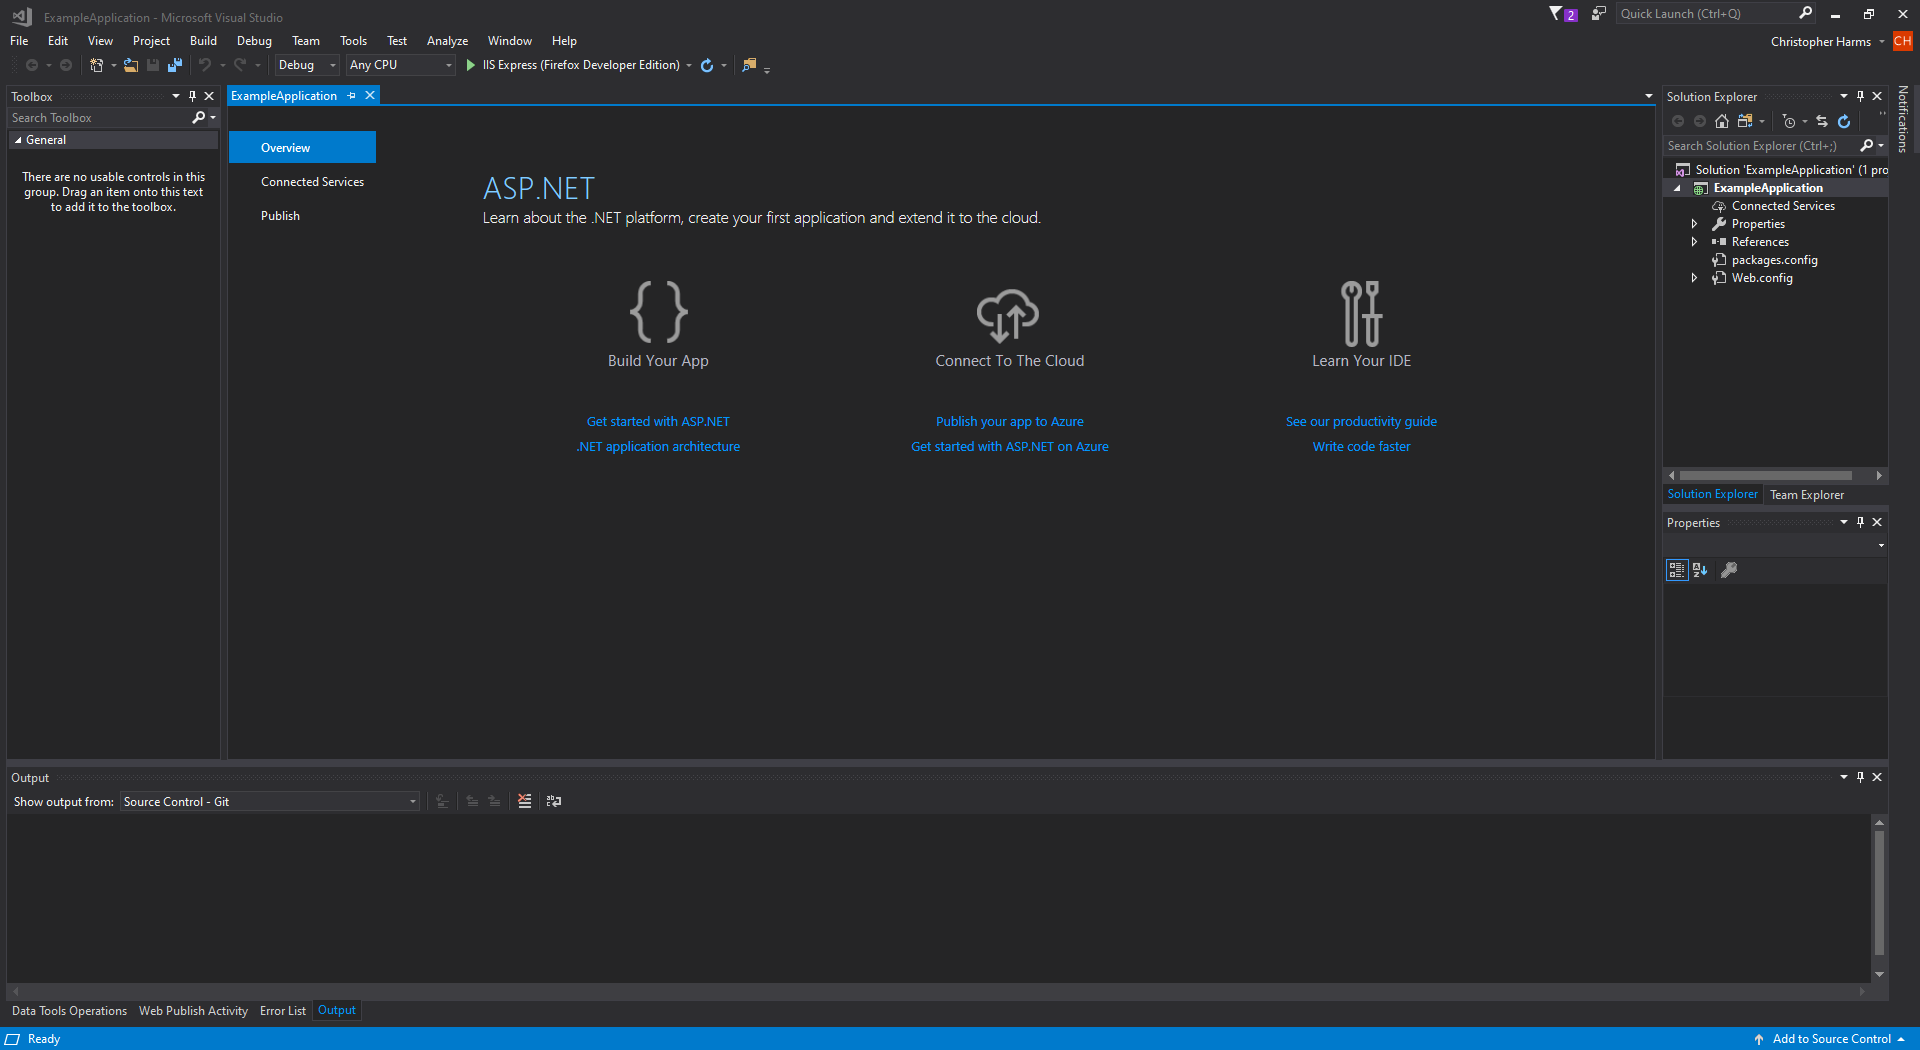 ExampleApplication - Microsoft Visual Studio
2
Quick Launch (Ctrl+Q)
File Edit View Project Build Debug Team Tools Test Analyze Window Help
Christopher Harms CH
Debug Any CPU IIS Express (Firefox Developer Edition)
Toolbox
Search Toolbox
General
There are no usable controls in this
group. Drag an item onto this text
to add it to the toolbox.
ExampleApplication
Overview
Connected Services
Publish
ASP.NET
Learn about the .NET platform, create your first application and extend it to the cloud.
Build Your App
Get started with ASP.NET
.NET application architecture
Connect To The Cloud
Publish your app to Azure
Get started with ASP.NET on Azure
Learn Your IDE
See our productivity guide
Write code faster
Solution Explorer
Search Solution Explorer (Ctrl+;)
Solution 'ExampleApplication' (1 pro
ExampleApplication
Connected Services
Properties
References
packages.config
Web.config
Solution Explorer Team Explorer
Properties
Notifications
Output
Show output from: Source Control - Git
Data Tools Operations Web Publish Activity Error List Output
Ready
Add to Source Control